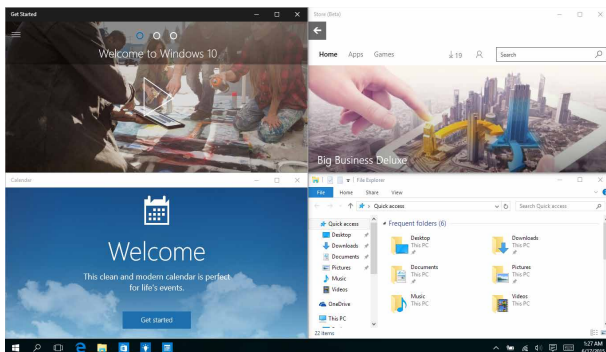 Get Started
Welcome to Windows 10
Store (Beta)
Home Apps Games
19
Search
Big Business Deluxe
Calendar
Welcome
This clean and modern calendar is perfect
for life's events.
Get started
File Explorer
File Home Share View
Quick access
Search Quick access
Quick access
Desktop
Downloads
Documents
Pictures
Music
Videos
OneDrive
This PC
Frequent folders (6)
Desktop
This PC
Downloads
This PC
Documents
This PC
Pictures
This PC
Music
This PC
Videos
This PC
22 items
5:27 AM
6/17/2015